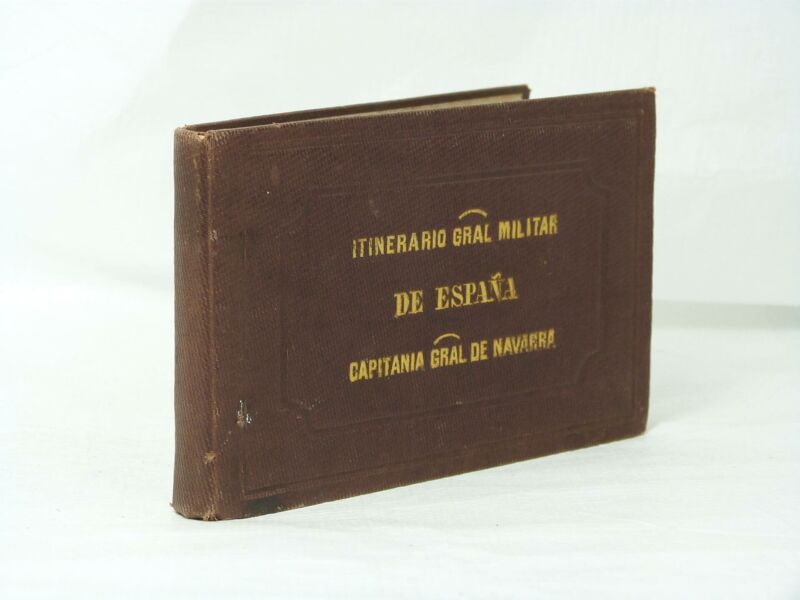 ITINERARIO GRAL MILITAR
DE ESPAÑA
CAPITANIA GRAL DE NAVARRA